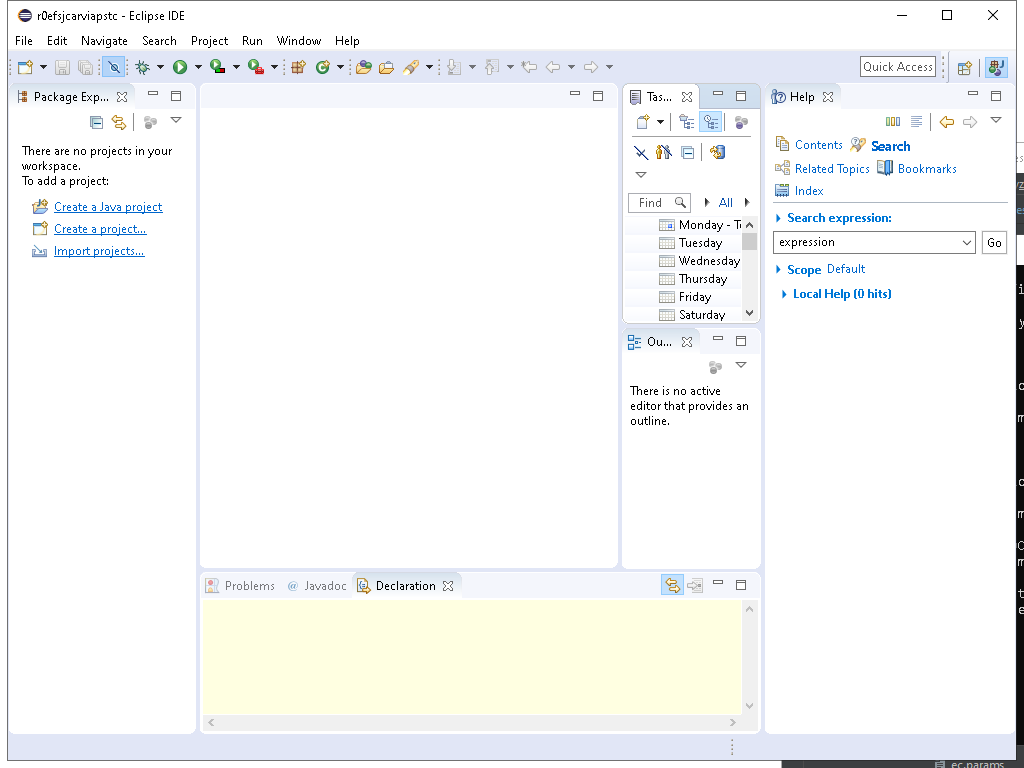 r0efsjcarviapstc - Eclipse IDE
File Edit Navigate Search Project Run Window Help
Quick Access
Package Exp...
There are no projects in your
workspace.
To add a project:
Create a Java project
Create a project...
Import projects...
Tas...
Find
All
Monday - T
Tuesday
Wednesday
Thursday
Friday
Saturday
Ou...
There is no active
editor that provides an
outline.
Help
Contents
Search
Related Topics
Bookmarks
Index
Search expression:
expression
Go
Scope Default
Local Help (0 hits)
Problems
@ Javadoc
Declaration
ec.params